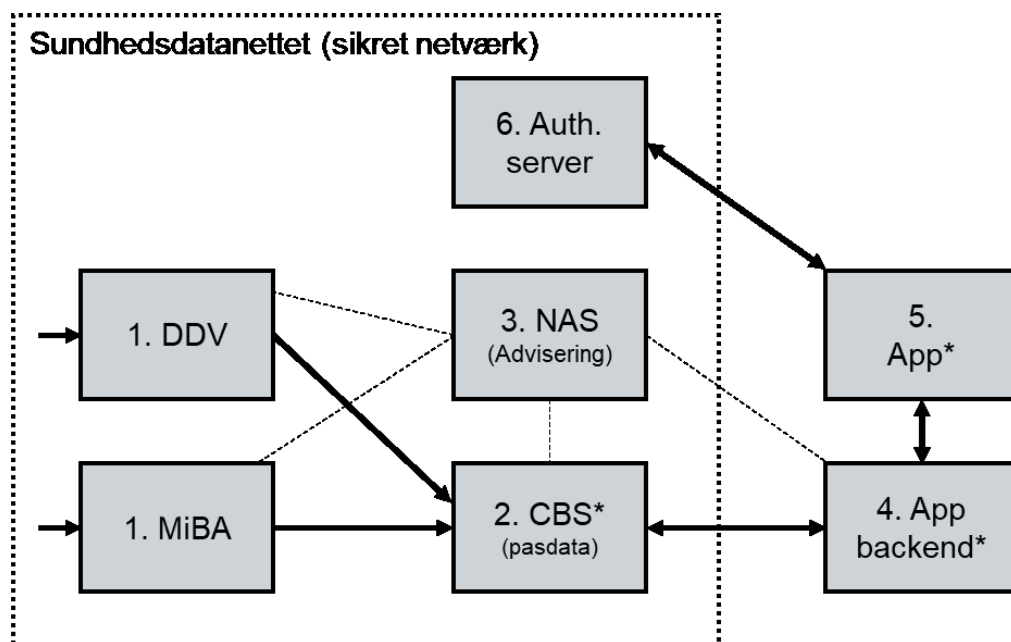 Sundhedsdatanettet (sikret netværk)
6. Auth.
server
1. DDV
3. NAS
(Advisering)
5.
App*
1. MiBA
2. CBS*
(pasdata)
4. App
backend*